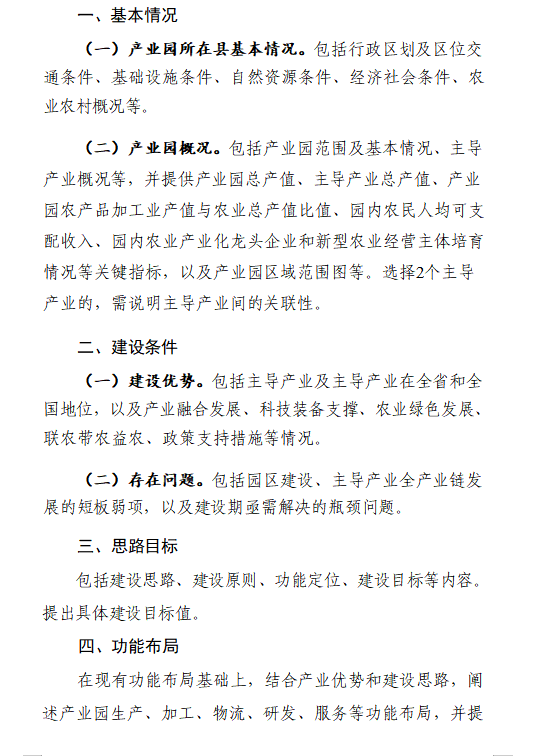 一、基本情况
（一）产业园所在县基本情况。包括行政区划及区位交
通条件、基础设施条件、自然资源条件、经济社会条件、农
业农村概况等。
（二）产业园概况。包括产业园范围及基本情况、主导
产业概况等，并提供产业园总产值、主导产业总产值、产业
园农产品加工业产值与农业总产值比值、园内农民人均可支
配收入、园内农业产业化龙头企业和新型农业经营主体培育
情况等关键指标，以及产业园区域范围图等。选择2个主导
产业的，需说明主导产业间的关联性。
二、建设条件
（一）建设优势。包括主导产业及主导产业在全省和全
国地位，以及产业融合发展、科技装备支撑、农业绿色发展、
联农带农益农、政策支持措施等情况。
（二）存在问题。包括园区建设、主导产业全产业链发
展的短板弱项，以及建设期亟需解决的瓶颈问题。
三、思路目标
包括建设思路、建设原则、功能定位、建设目标等内容。
提出具体建设目标值。
四、功能布局
在现有功能布局基础上，结合产业优势和建设思路，阐
述产业园生产、加工、物流、研发、服务等功能布局，并提